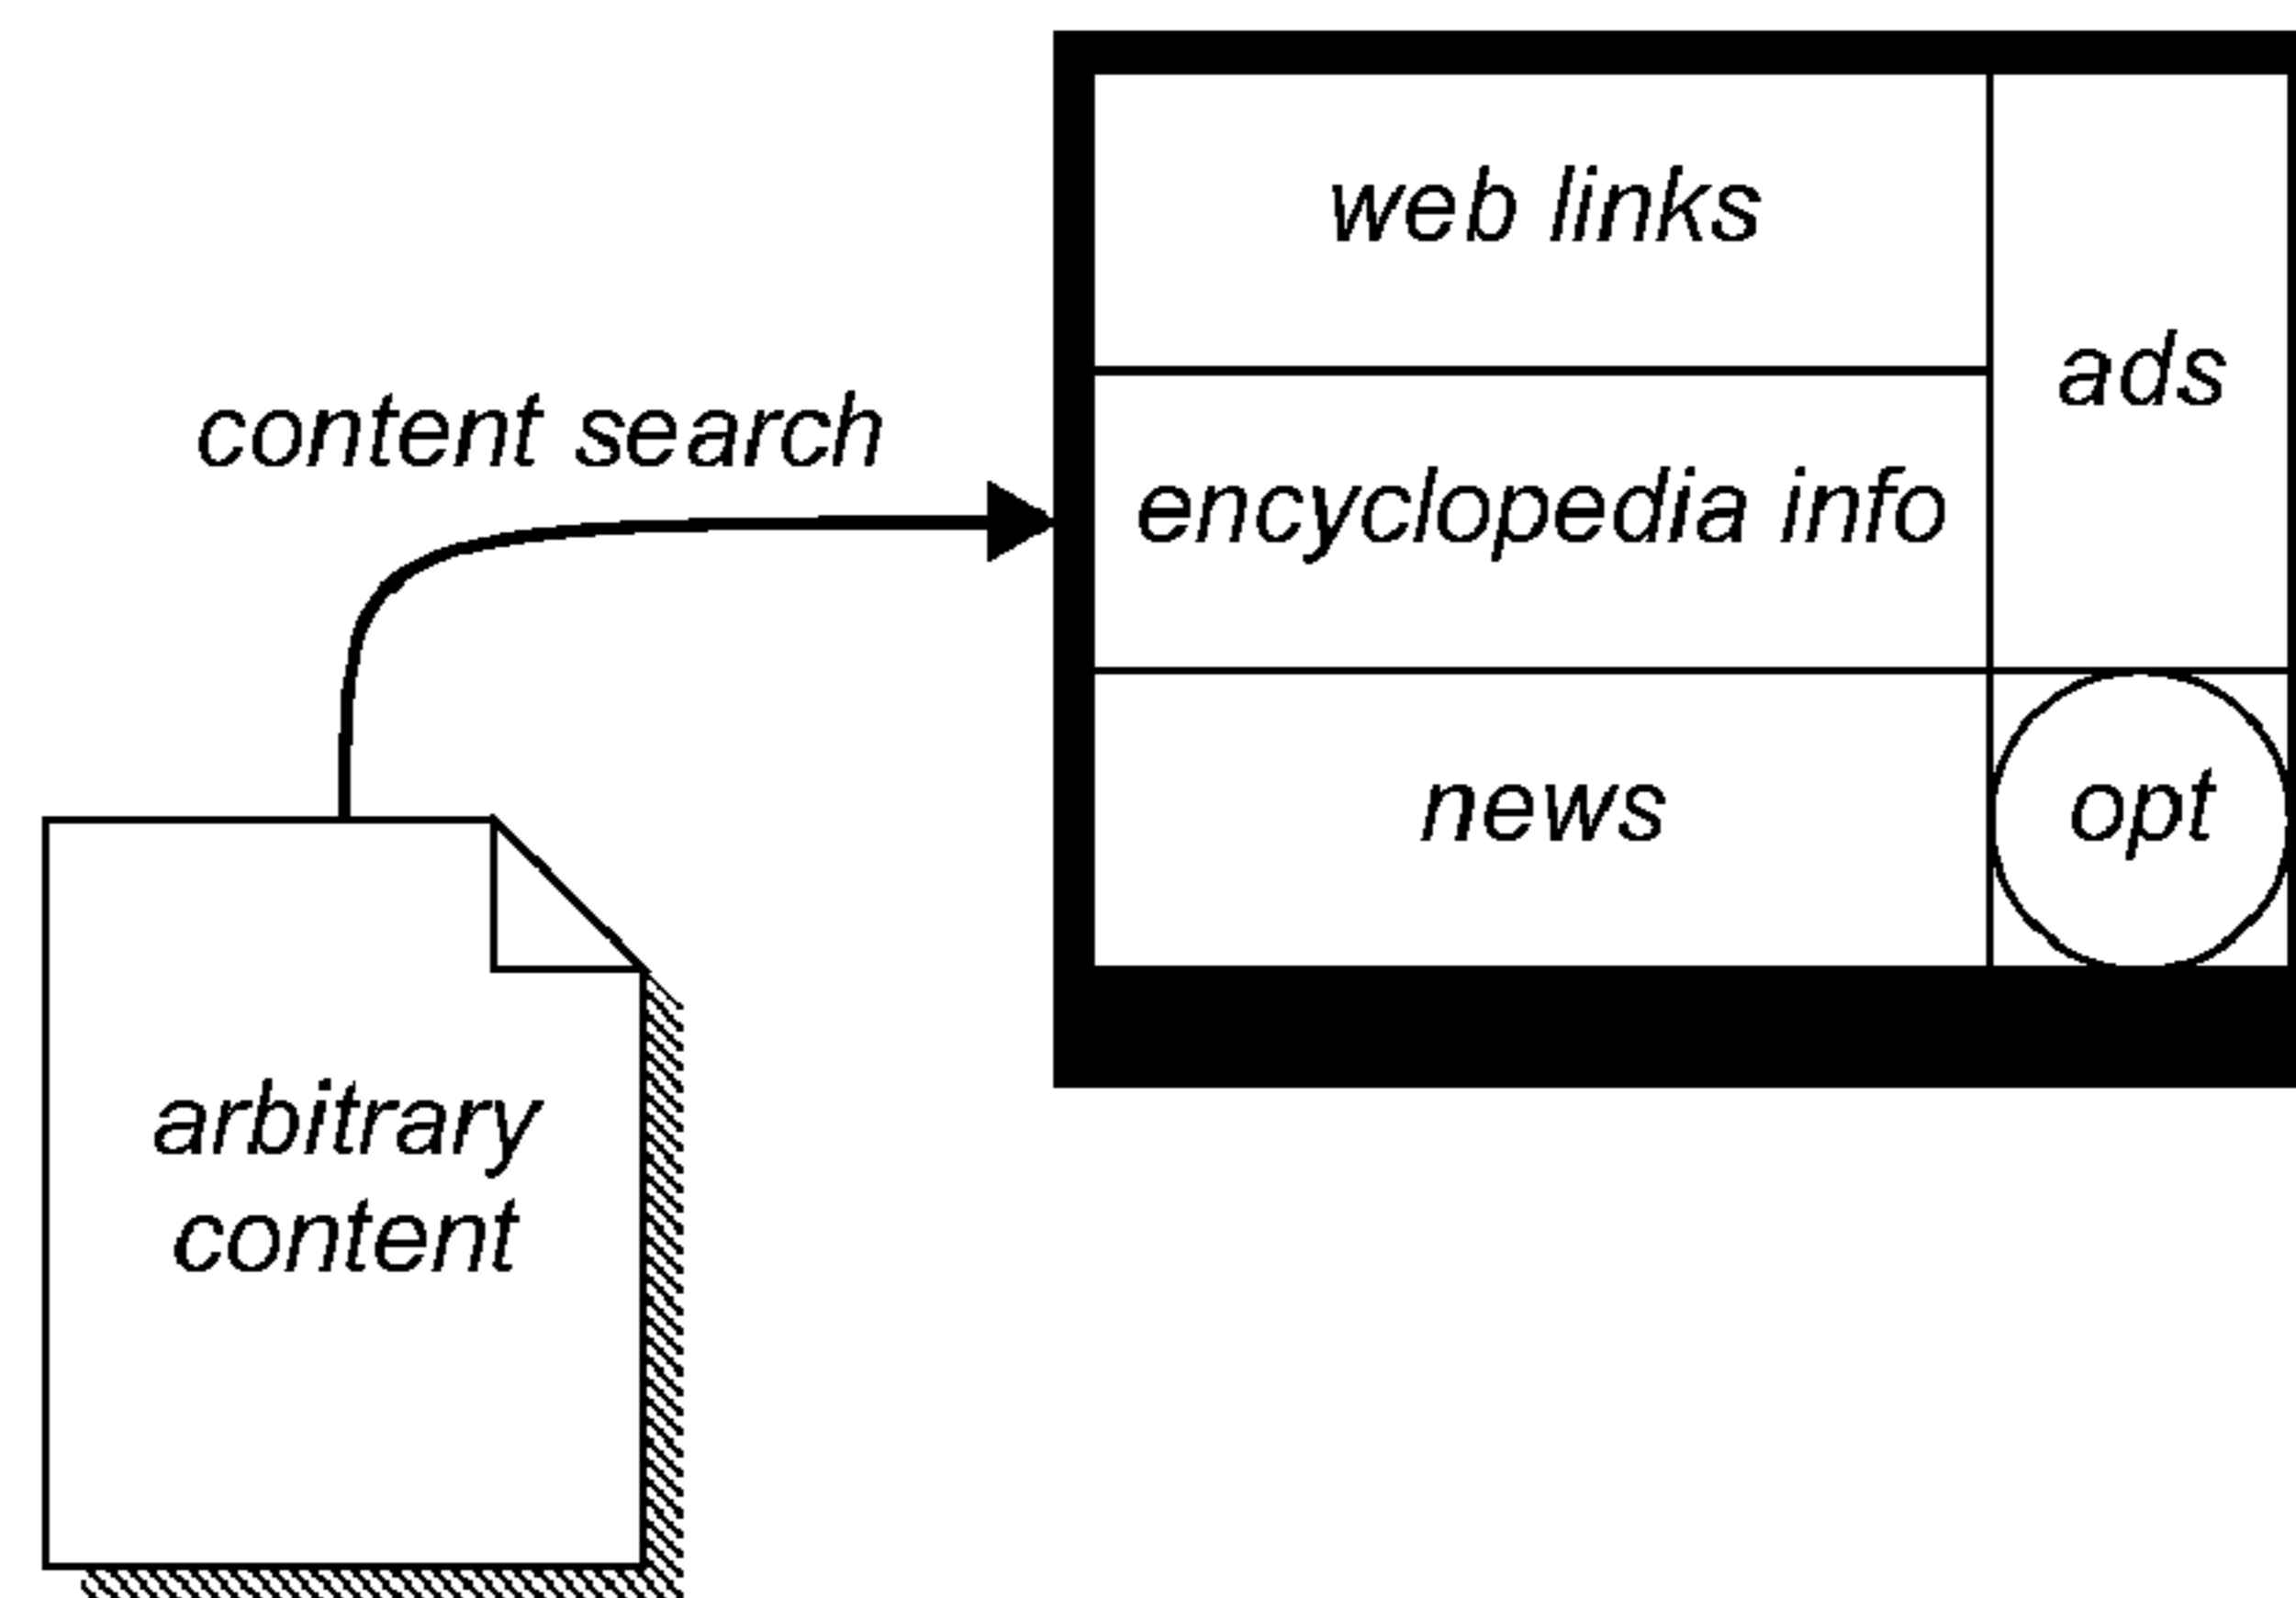 web links
ads
content search
encyclopedia info
news
opt
arbitrary
content